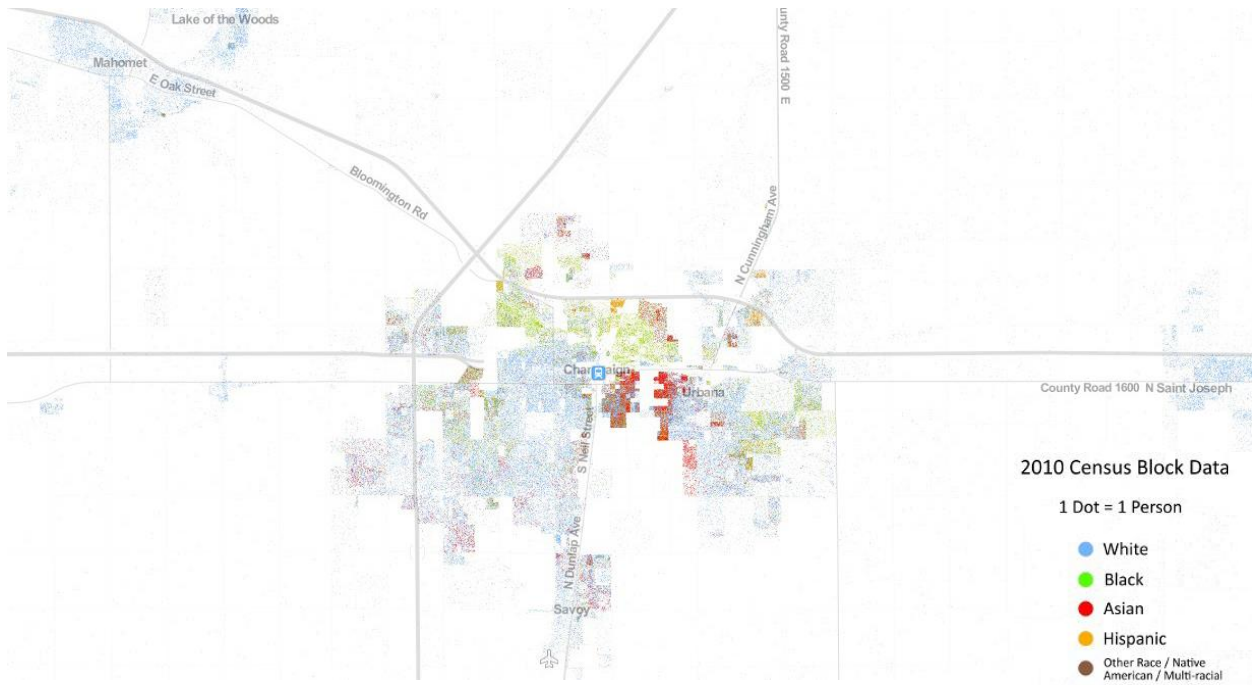 Lake of the Woods
Mahomet
E Oak Street
Bloomington Rd
unty Road 1500 E
N Cunningham Ave
Champaign
Urbana
County Road 1600 N Saint Joseph
S Neil Street
N Dunlap Ave
Savoy
2010 Census Block Data
1 Dot = 1 Person
White
Black
Asian
Hispanic
Other Race / Native
American / Multi-racial